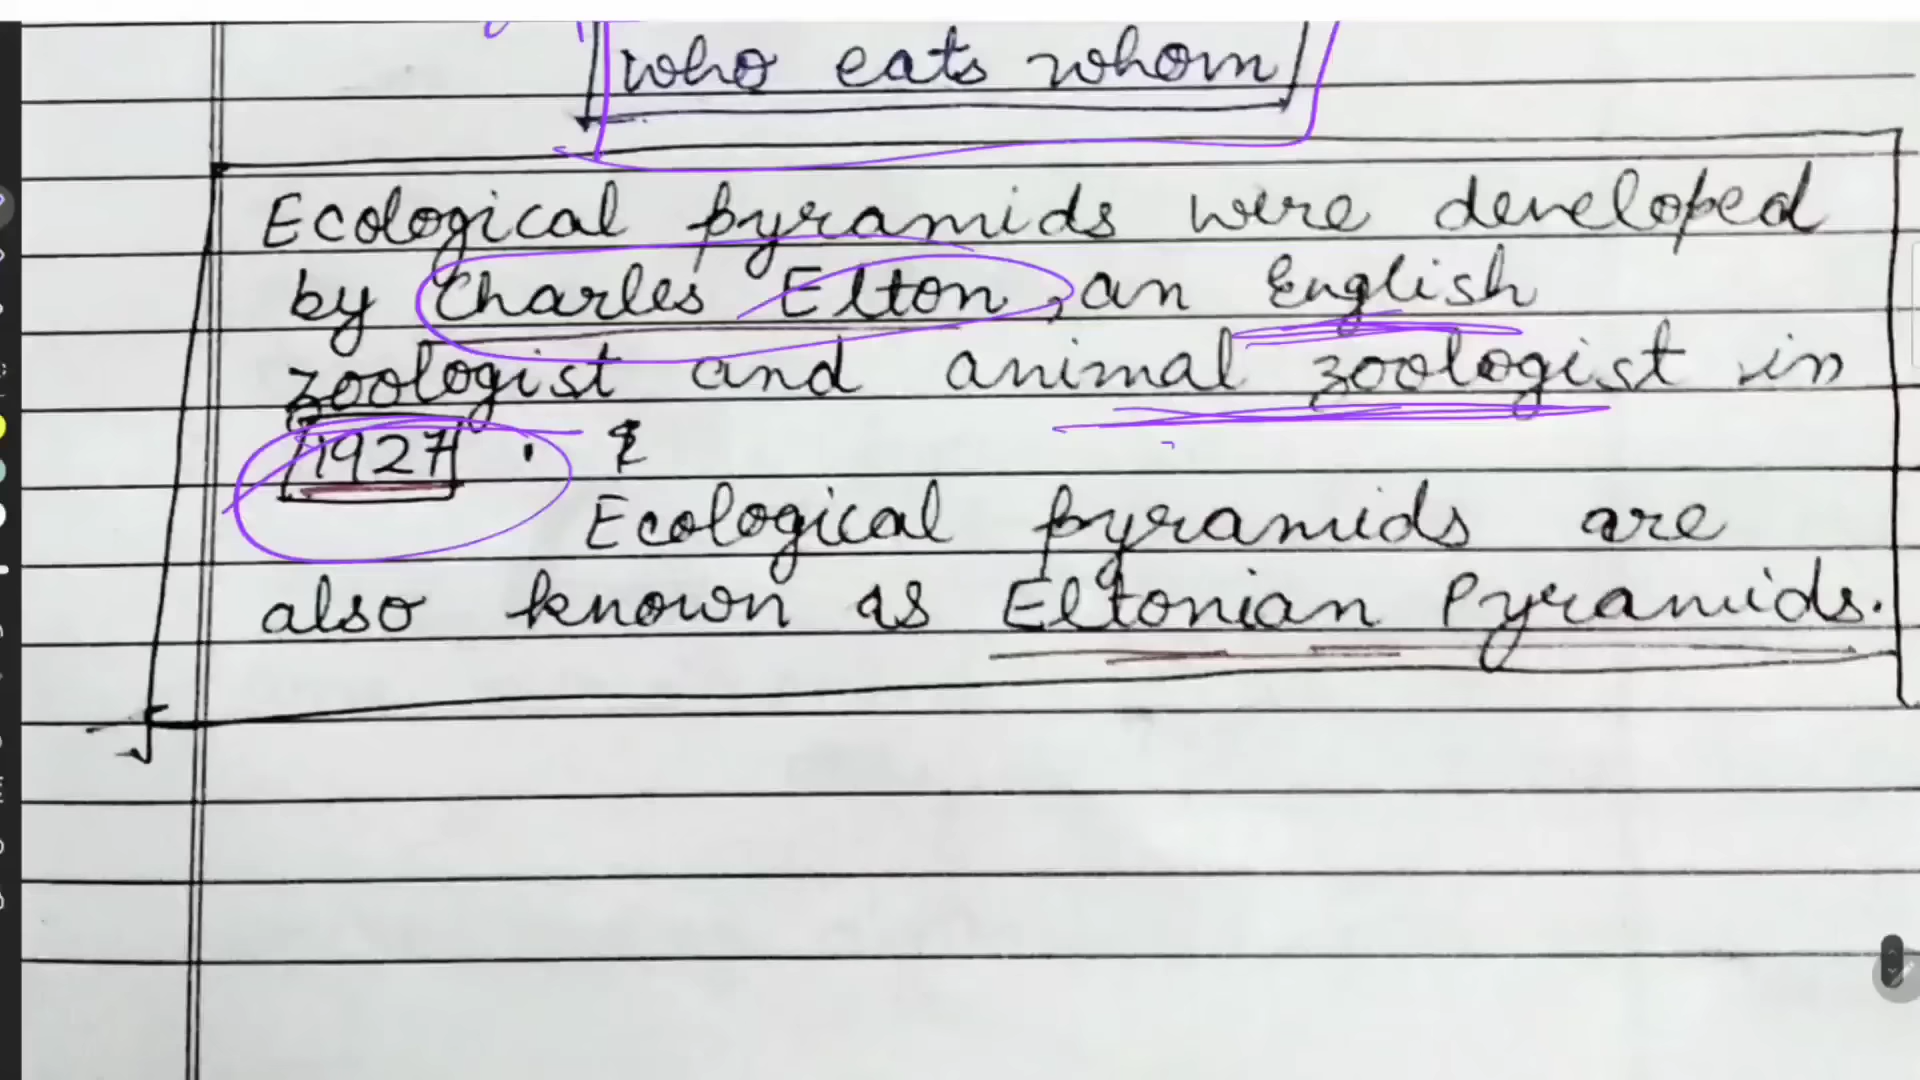 who eats whom
Ecological pyramids were developed
by Charles Elton, an English
zoologist and animal zoologist in
1927.
Ecological pyramids are
also known as Eltonian Pyramids.